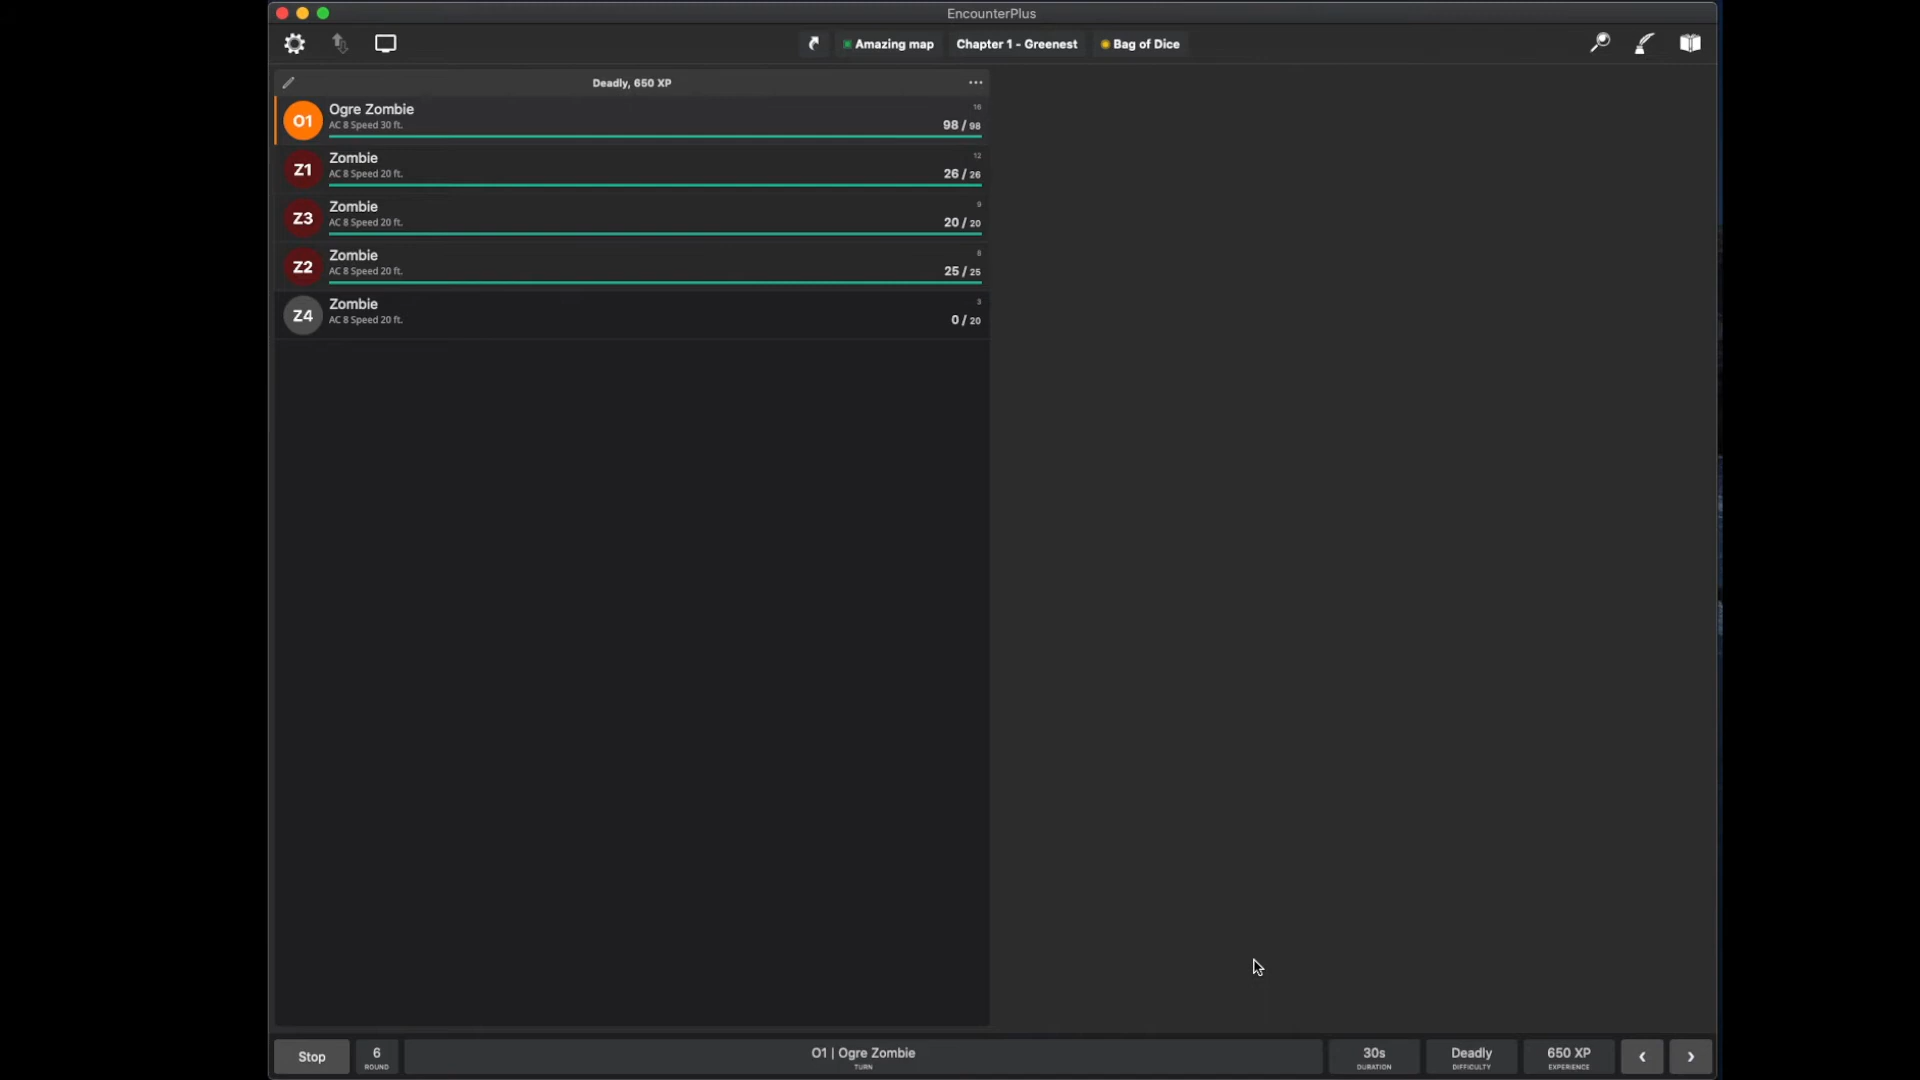 EncounterPlus
Amazing map
Chapter 1 - Greenest
Bag of Dice
Deadly, 650 XP
O1
Ogre Zombie
AC 8 Speed 30 ft.
16
98 / 98
Z1
Zombie
AC 8 Speed 20 ft.
12
26 / 26
Z3
Zombie
AC 8 Speed 20 ft.
9
20 / 20
Z2
Zombie
AC 8 Speed 20 ft.
25 / 25
Z4
Zombie
AC 8 Speed 20 ft.
3
0 / 20
Stop
6
ROUND
O1 | Ogre Zombie
TURN
30s
DURATION
Deadly
DIFFICULTY
650 XP
EXPERIENCE